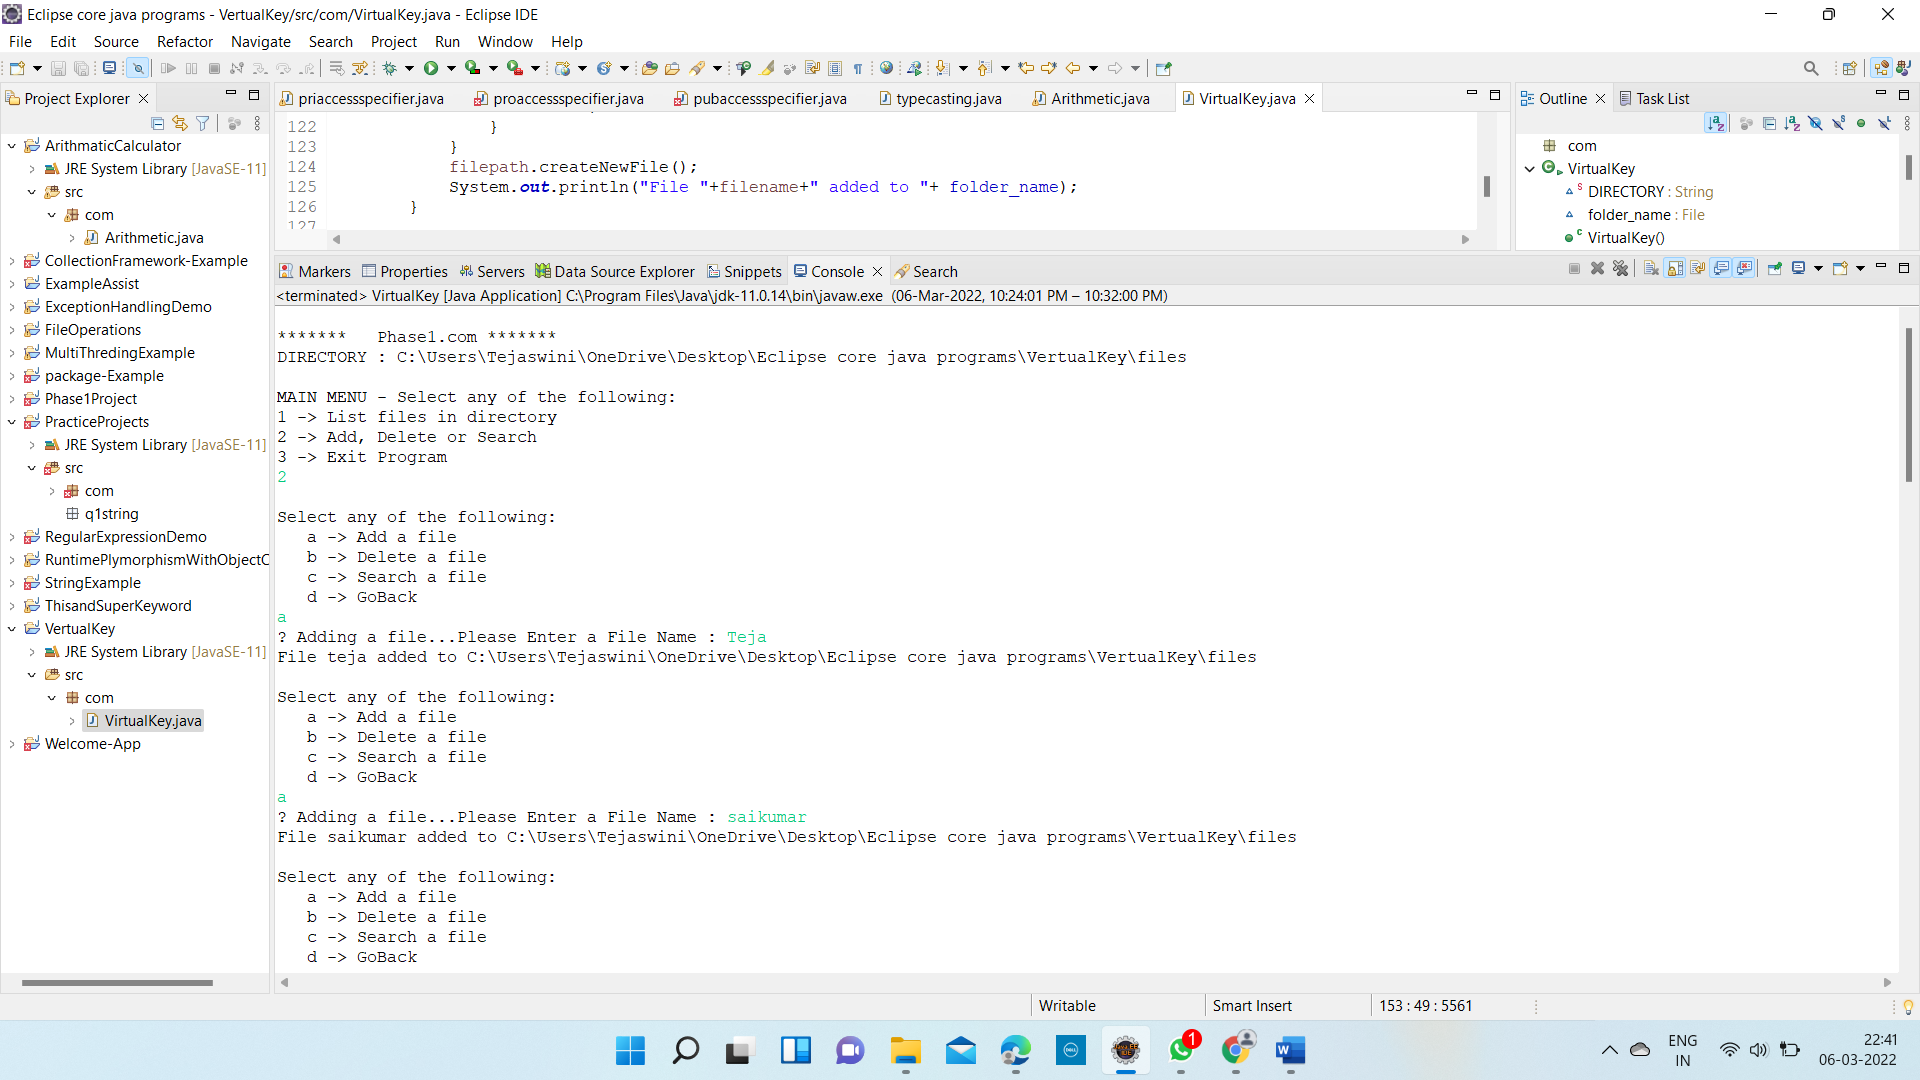 Eclipse core java programs - VertualKey/src/com/VirtualKey.java - Eclipse IDE
File Edit Source Refactor Navigate Search Project Run Window Help
Project Explorer
ArithmaticCalculator
JRE System Library [JavaSE-11]
src
com
Arithmetic.java
CollectionFramework-Example
ExampleAssist
ExceptionHandlingDemo
FileOperations
MultiThredingExample
package-Example
Phase1Project
PracticeProjects
JRE System Library [JavaSE-11]
src
com
q1string
RegularExpressionDemo
RuntimePlymorphismWithObjectC
StringExample
ThisandSuperKeyword
VertualKey
JRE System Library [JavaSE-11]
src
com
VirtualKey.java
Welcome-App
priaccessspecifier.java proaccessspecifier.java pubaccessspecifier.java typecasting.java Arithmetic.java VirtualKey.java
122 }
123 }
124 filepath.createNewFile();
125 System.out.println("File "+filename+" added to "+ folder_name);
126 }
127
Outline Task List
com
VirtualKey
DIRECTORY : String
folder_name : File
VirtualKey()
Markers Properties Servers Data Source Explorer Snippets Console Search
<terminated> VirtualKey [Java Application] C:\Program Files\Java\jdk-11.0.14\bin\javaw.exe (06-Mar-2022, 10:24:01 PM – 10:32:00 PM)
******* Phase1.com *******
DIRECTORY : C:\Users\Tejaswini\OneDrive\Desktop\Eclipse core java programs\VertualKey\files
MAIN MENU - Select any of the following:
1 -> List files in directory
2 -> Add, Delete or Search
3 -> Exit Program
2
Select any of the following:
a -> Add a file
b -> Delete a file
c -> Search a file
d -> GoBack
a
? Adding a file...Please Enter a File Name : Teja
File teja added to C:\Users\Tejaswini\OneDrive\Desktop\Eclipse core java programs\VertualKey\files
Select any of the following:
a -> Add a file
b -> Delete a file
c -> Search a file
d -> GoBack
a
? Adding a file...Please Enter a File Name : saikumar
File saikumar added to C:\Users\Tejaswini\OneDrive\Desktop\Eclipse core java programs\VertualKey\files
Select any of the following:
a -> Add a file
b -> Delete a file
c -> Search a file
d -> GoBack
Writable Smart Insert 153 : 49 : 5561
1
ENG
IN
22:41
06-03-2022